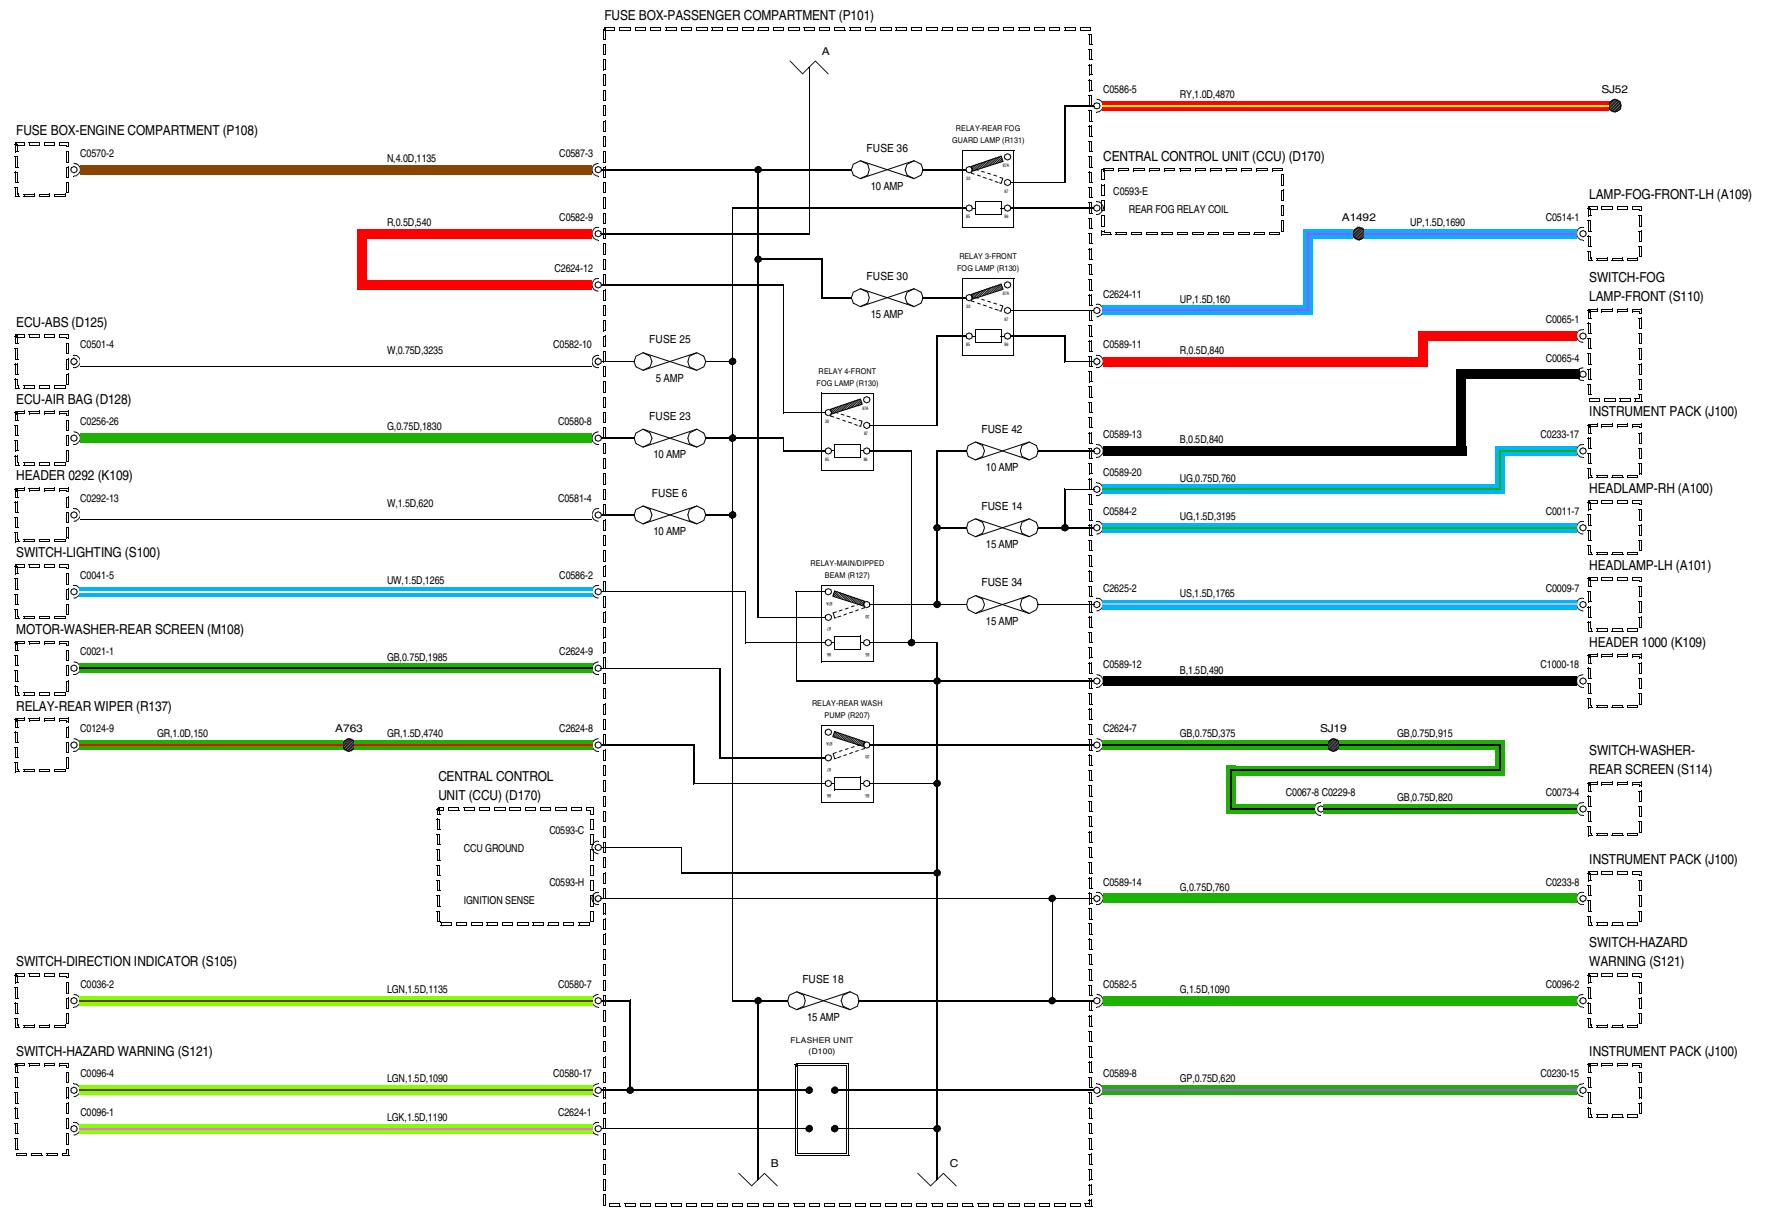 FUSE BOX-PASSENGER COMPARTMENT (P101)
A
C0586-5
RY,1.0D,4870
SJ52
FUSE BOX-ENGINE COMPARTMENT (P108)
C0570-2
N,4.0D,1135
C0587-3
FUSE 36
10 AMP
RELAY-REAR FOG
GUARD LAMP (R131)
CENTRAL CONTROL UNIT (CCU) (D170)
C0593-E
REAR FOG RELAY COIL
LAMP-FOG-FRONT-LH (A109)
R,0.5D,540
C0582-9
A1492
UP,1.5D,1690
C0514-1
C2624-12
FUSE 30
15 AMP
RELAY 3-FRONT
FOG LAMP (R130)
C2624-11
UP,1.5D,160
SWITCH-FOG
LAMP-FRONT (S110)
C0065-1
ECU-ABS (D125)
C0501-4
W,0.75D,3235
C0582-10
FUSE 25
5 AMP
C0589-11
R,0.5D,840
C0065-4
RELAY 4-FRONT
FOG LAMP (R130)
ECU-AIR BAG (D128)
C0256-26
G,0.75D,1830
C0580-8
FUSE 23
10 AMP
FUSE 42
10 AMP
C0589-13
B,0.5D,840
INSTRUMENT PACK (J100)
C0233-17
HEADER 0292 (K109)
C0292-13
W,1.5D,620
C0581-4
FUSE 6
10 AMP
C0589-20
UG,0.75D,760
FUSE 14
15 AMP
C0584-2
UG,1.5D,3195
HEADLAMP-RH (A100)
C0011-7
SWITCH-LIGHTING (S100)
C0041-5
UW,1.5D,1265
C0586-2
RELAY-MAIN/DIPPED
BEAM (R127)
FUSE 34
15 AMP
C2625-2
US,1.5D,1765
HEADLAMP-LH (A101)
C0009-7
MOTOR-WASHER-REAR SCREEN (M108)
C0021-1
GB,0.75D,1985
C2624-9
C0589-12
B,1.5D,490
HEADER 1000 (K109)
C1000-18
RELAY-REAR WIPER (R137)
C0124-9
GR,1.0D,150
A763
GR,1.5D,4740
C2624-8
RELAY-REAR WASH
PUMP (R207)
C2624-7
GB,0.75D,375
SJ19
GB,0.75D,915
SWITCH-WASHER-
REAR SCREEN (S114)
C0067-8 C0229-8
GB,0.75D,820
C0073-4
CENTRAL CONTROL
UNIT (CCU) (D170)
C0593-C
CCU GROUND
C0593-H
IGNITION SENSE
C0589-14
G,0.75D,760
INSTRUMENT PACK (J100)
C0233-8
SWITCH-DIRECTION INDICATOR (S105)
C0036-2
LGN,1.5D,1135
C0580-7
FUSE 18
15 AMP
C0582-5
G,1.5D,1090
SWITCH-HAZARD
WARNING (S121)
C0096-2
SWITCH-HAZARD WARNING (S121)
C0096-4
LGN,1.5D,1090
C0580-17
FLASHER UNIT
(D100)
C0589-8
GP,0.75D,620
INSTRUMENT PACK (J100)
C0230-15
C0096-1
LGK,1.5D,1190
C2624-1
B
C